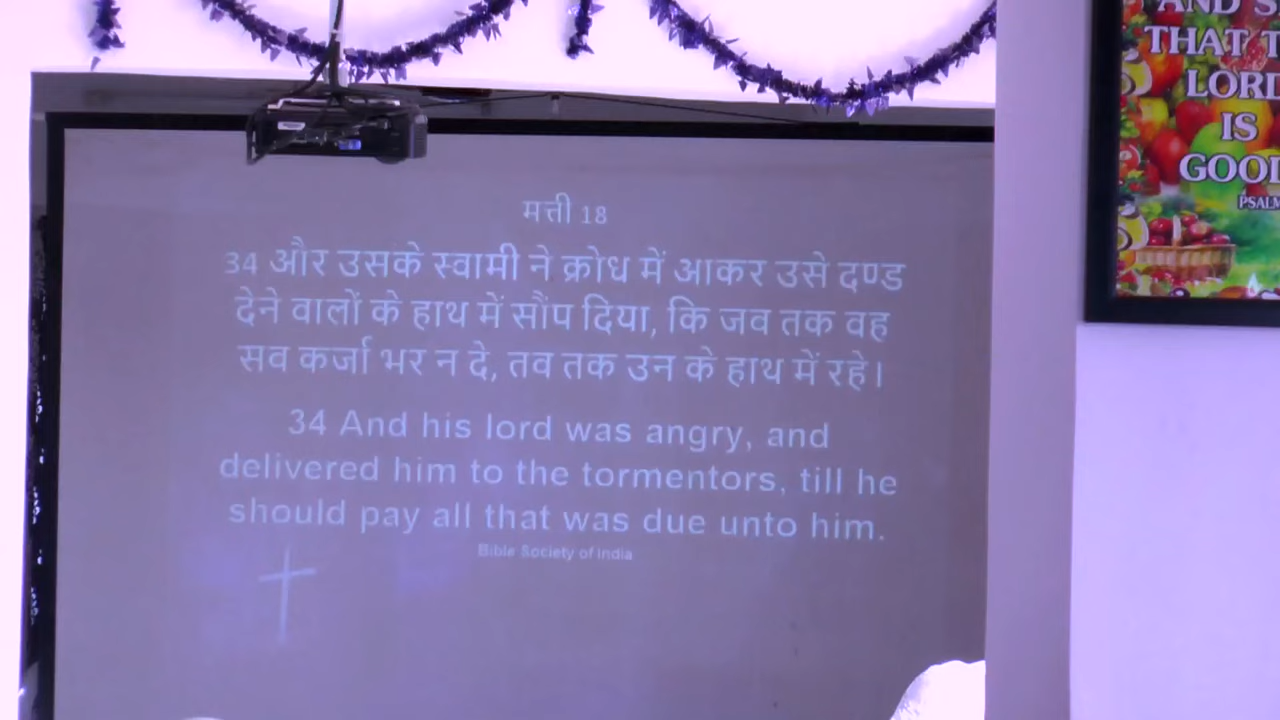 मत्ती 18
34 और उसके स्वामी ने क्रोध में आकर उसे दण्ड
देने वालों के हाथ में सौंप दिया, कि जव तक वह
सव कर्जा भर न दे, तव तक उन के हाथ में रहे।
34 And his lord was angry, and
delivered him to the tormentors, till he
should pay all that was due unto him.
Bible Society of India
AND
THAT
LORD
IS
GOOD
PSALM